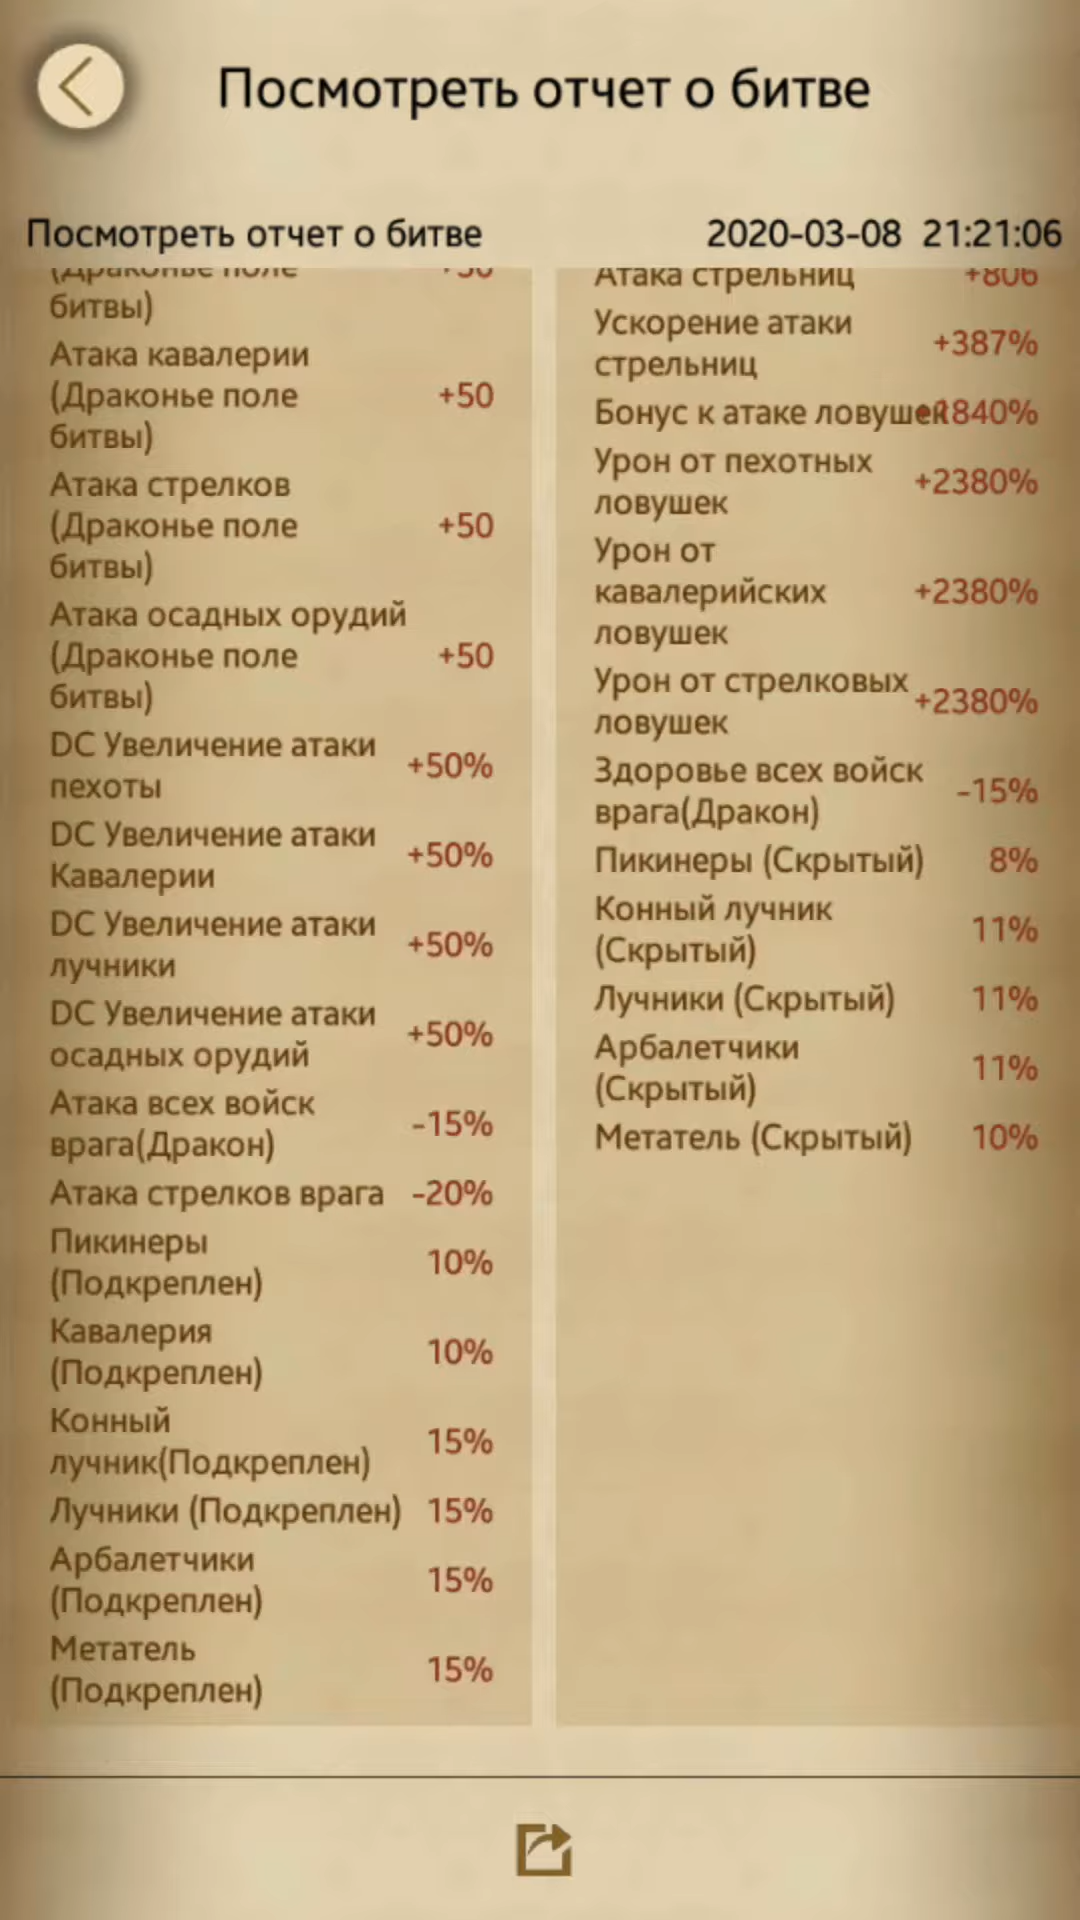 Посмотреть отчет о битве
Посмотреть отчет о битве 2020-03-08 21:21:06
(Драконье поле
битвы)
Атака кавалерии
(Драконье поле +50
битвы)
Атака стрелков
(Драконье поле +50
битвы)
Атака осадных орудий
(Драконье поле +50
битвы)
DC Увеличение атаки
пехоты +50%
DC Увеличение атаки
Кавалерии +50%
DC Увеличение атаки
лучники +50%
DC Увеличение атаки
осадных орудий +50%
Атака всех войск
врага(Дракон) -15%
Атака стрелков врага -20%
Пикинеры
(Подкреплен) 10%
Кавалерия
(Подкреплен) 10%
Конный
лучник(Подкреплен) 15%
Лучники (Подкреплен) 15%
Арбалетчики
(Подкреплен) 15%
Метатель
(Подкреплен) 15%
Атака стрельниц +806
Ускорение атаки
стрельниц +387%
Бонус к атаке ловушек +1840%
Урон от пехотных
ловушек +2380%
Урон от
кавалерийских +2380%
ловушек
Урон от стрелковых
ловушек +2380%
Здоровье всех войск
врага(Дракон) -15%
Пикинеры (Скрытый) 8%
Конный лучник
(Скрытый) 11%
Лучники (Скрытый) 11%
Арбалетчики
(Скрытый) 11%
Метатель (Скрытый) 10%